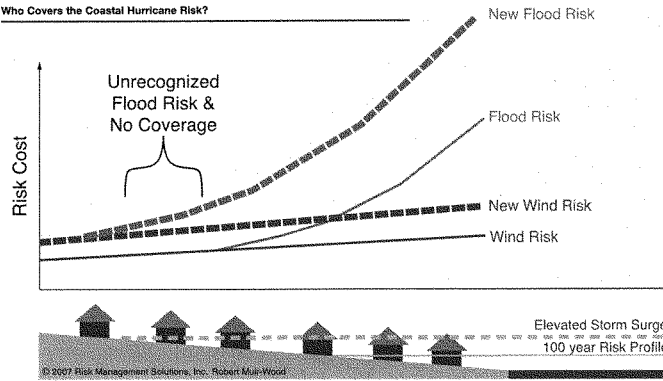 Who Covers the Coastal Hurricane Risk?
New Flood Risk
Unrecognized
Flood Risk &
No Coverage
Flood Risk
Risk Cost
New Wind Risk
Wind Risk
Elevated Storm Surge
100 year Risk Profile
© 2007 Risk Management Solutions, Inc. Robert Muir-Wood